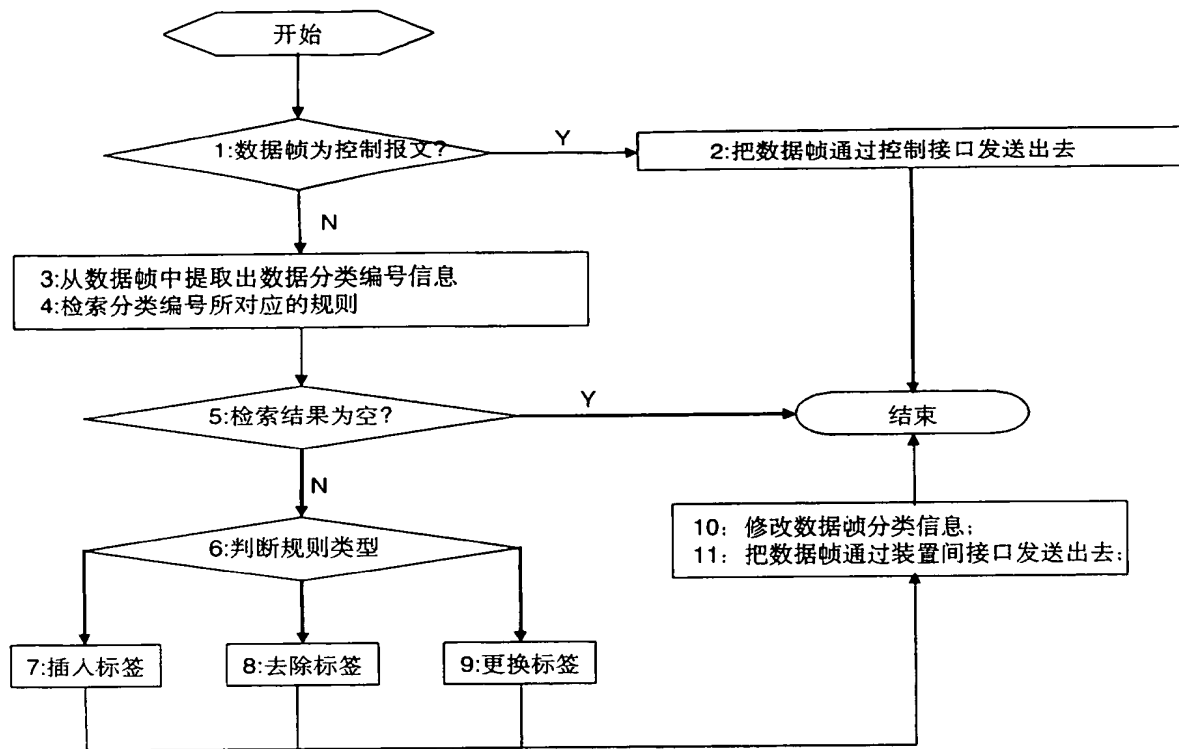 开始
1:数据帧为控制报文?
Y
2:把数据帧通过控制接口发送出去
N
3:从数据帧中提取出数据分类编号信息
4:检索分类编号所对应的规则
5:检索结果为空?
Y
结束
N
6:判断规则类型
10：修改数据帧分类信息;
11：把数据帧通过装置间接口发送出去;
7:插入标签
8:去除标签
9:更换标签